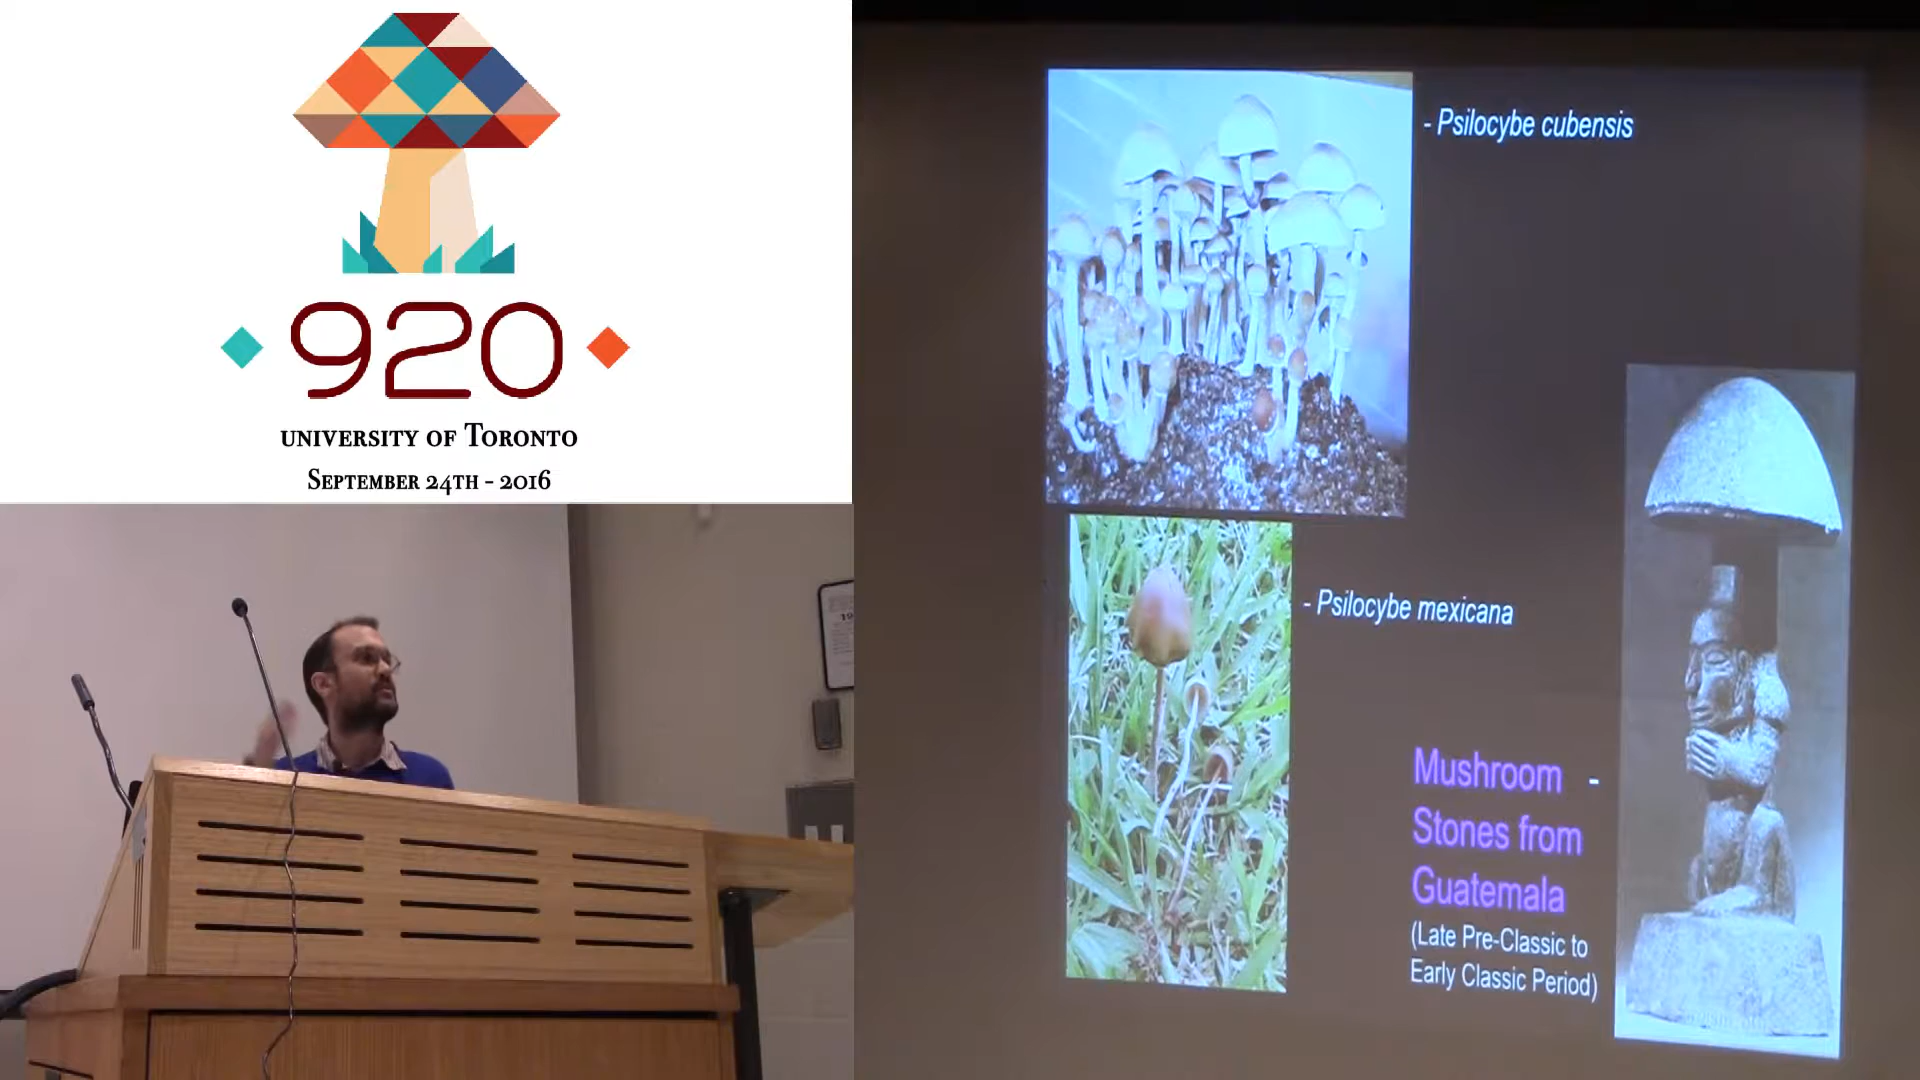 920
UNIVERSITY OF TORONTO
SEPTEMBER 24TH - 2016
- Psilocybe cubensis
- Psilocybe mexicana
Mushroom -
Stones from
Guatemala
(Late Pre-Classic to
Early Classic Period)